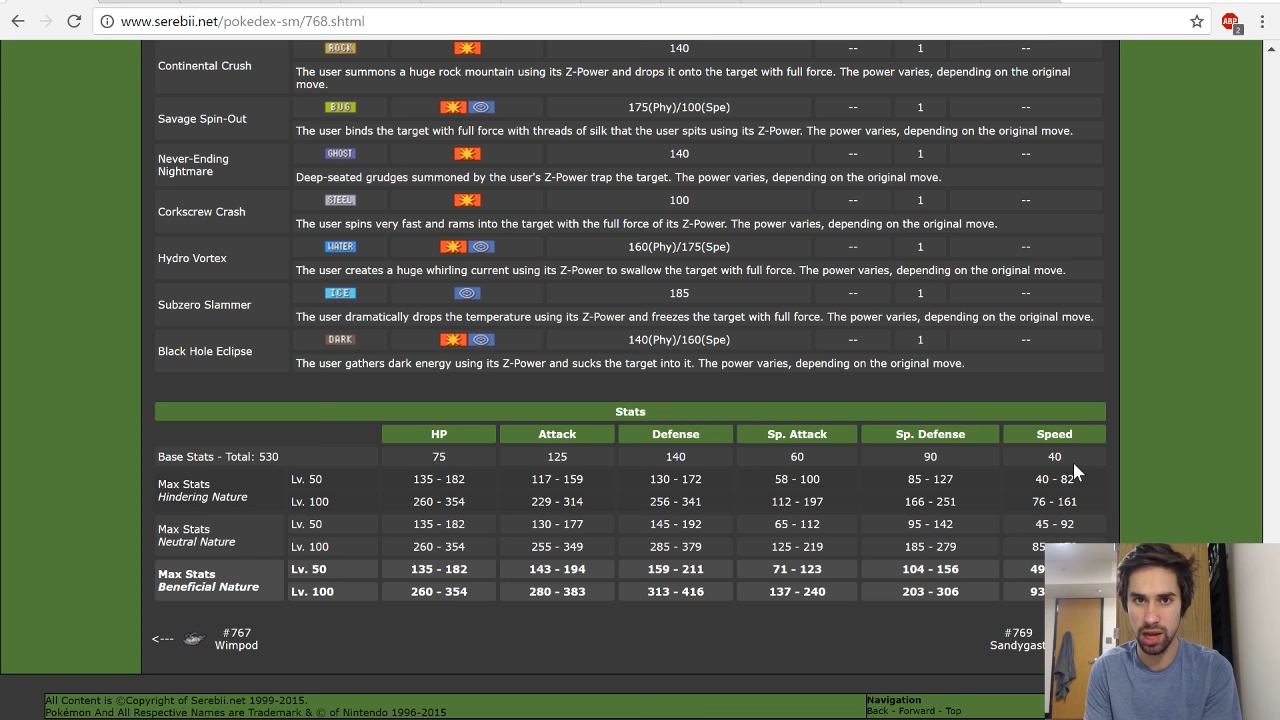 www.serebii.net/pokedex-sm/768.shtml
ABP
2
Continental Crush
ROCK
140
--
1
--
The user summons a huge rock mountain using its Z-Power and drops it onto the target with full force. The power varies, depending on the original
move.
Savage Spin-Out
BUG
175(Phy)/100(Spe)
--
1
--
The user binds the target with full force with threads of silk that the user spits using its Z-Power. The power varies, depending on the original move.
Never-Ending
Nightmare
GHOST
140
--
1
--
Deep-seated grudges summoned by the user's Z-Power trap the target. The power varies, depending on the original move.
Corkscrew Crash
STEEL
100
--
1
--
The user spins very fast and rams into the target with the full force of its Z-Power. The power varies, depending on the original move.
Hydro Vortex
WATER
160(Phy)/175(Spe)
--
1
--
The user creates a huge whirling current using its Z-Power to swallow the target with full force. The power varies, depending on the original move.
Subzero Slammer
ICE
185
--
1
--
The user dramatically drops the temperature using its Z-Power and freezes the target with full force. The power varies, depending on the original move.
Black Hole Eclipse
DARK
140(Phy)/160(Spe)
--
1
--
The user gathers dark energy using its Z-Power and sucks the target into it. The power varies, depending on the original move.
Stats
HP Attack Defense Sp. Attack Sp. Defense Speed
Base Stats - Total: 530 75 125 140 60 90 40
Max Stats
Hindering Nature
Lv. 50 135 - 182 117 - 159 130 - 172 58 - 100 85 - 127 40 - 82
Lv. 100 260 - 354 229 - 314 256 - 341 112 - 197 166 - 251 76 - 161
Max Stats
Neutral Nature
Lv. 50 135 - 182 130 - 177 145 - 192 65 - 112 95 - 142 45 - 92
Lv. 100 260 - 354 255 - 349 285 - 379 125 - 219 185 - 279 85
Max Stats
Beneficial Nature
Lv. 50 135 - 182 143 - 194 159 - 211 71 - 123 104 - 156 49
Lv. 100 260 - 354 280 - 383 313 - 416 137 - 240 203 - 306 93
<---
#767
Wimpod
#769
Sandygast
All Content is ©Copyright of Serebii.net 1999-2015.
Pokémon And All Respective Names are Trademark & © of Nintendo 1996-2015
Navigation
Back - Forward - Top